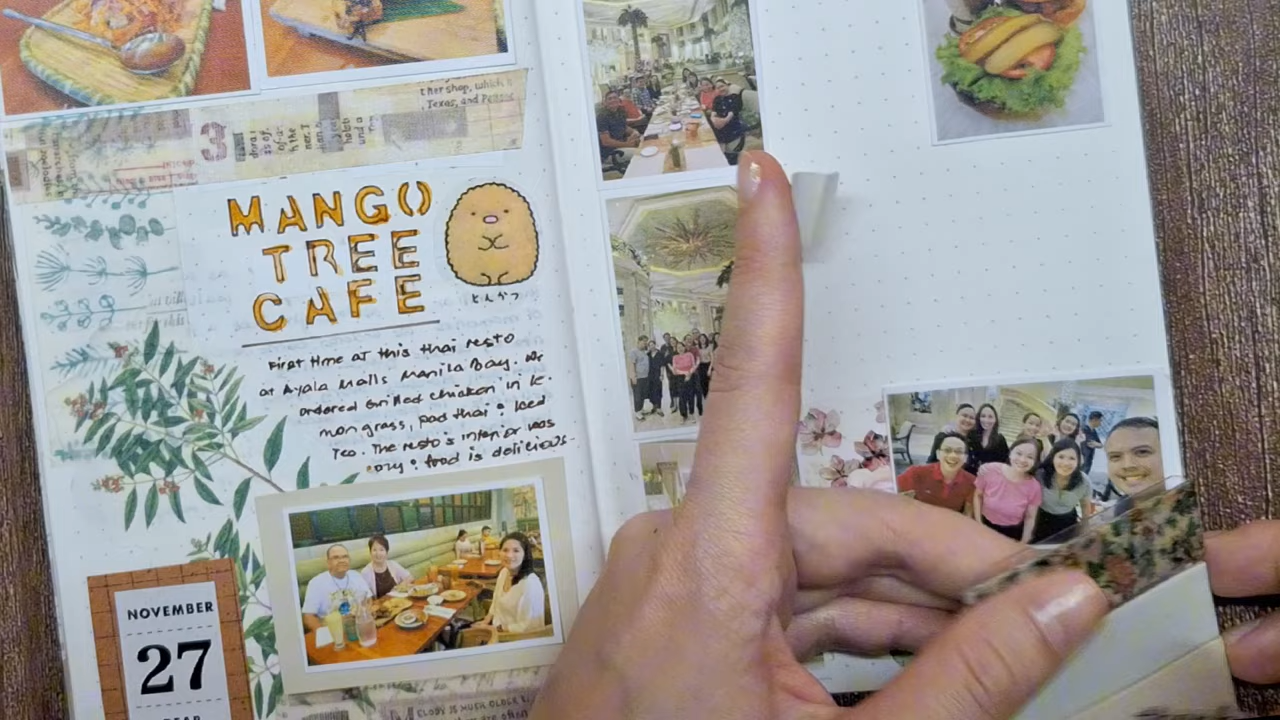 ther shop, which
, Texas, and
3
MANGO
TREE
CAFE
とんかつ
First time at this thai resto
at Ayala Malls Manila Bay. We
ordered Grilled chicken in le-
mon grass, Pad thai & Iced
Tea. The resto's interior was
& food is delicious.
NOVEMBER
27